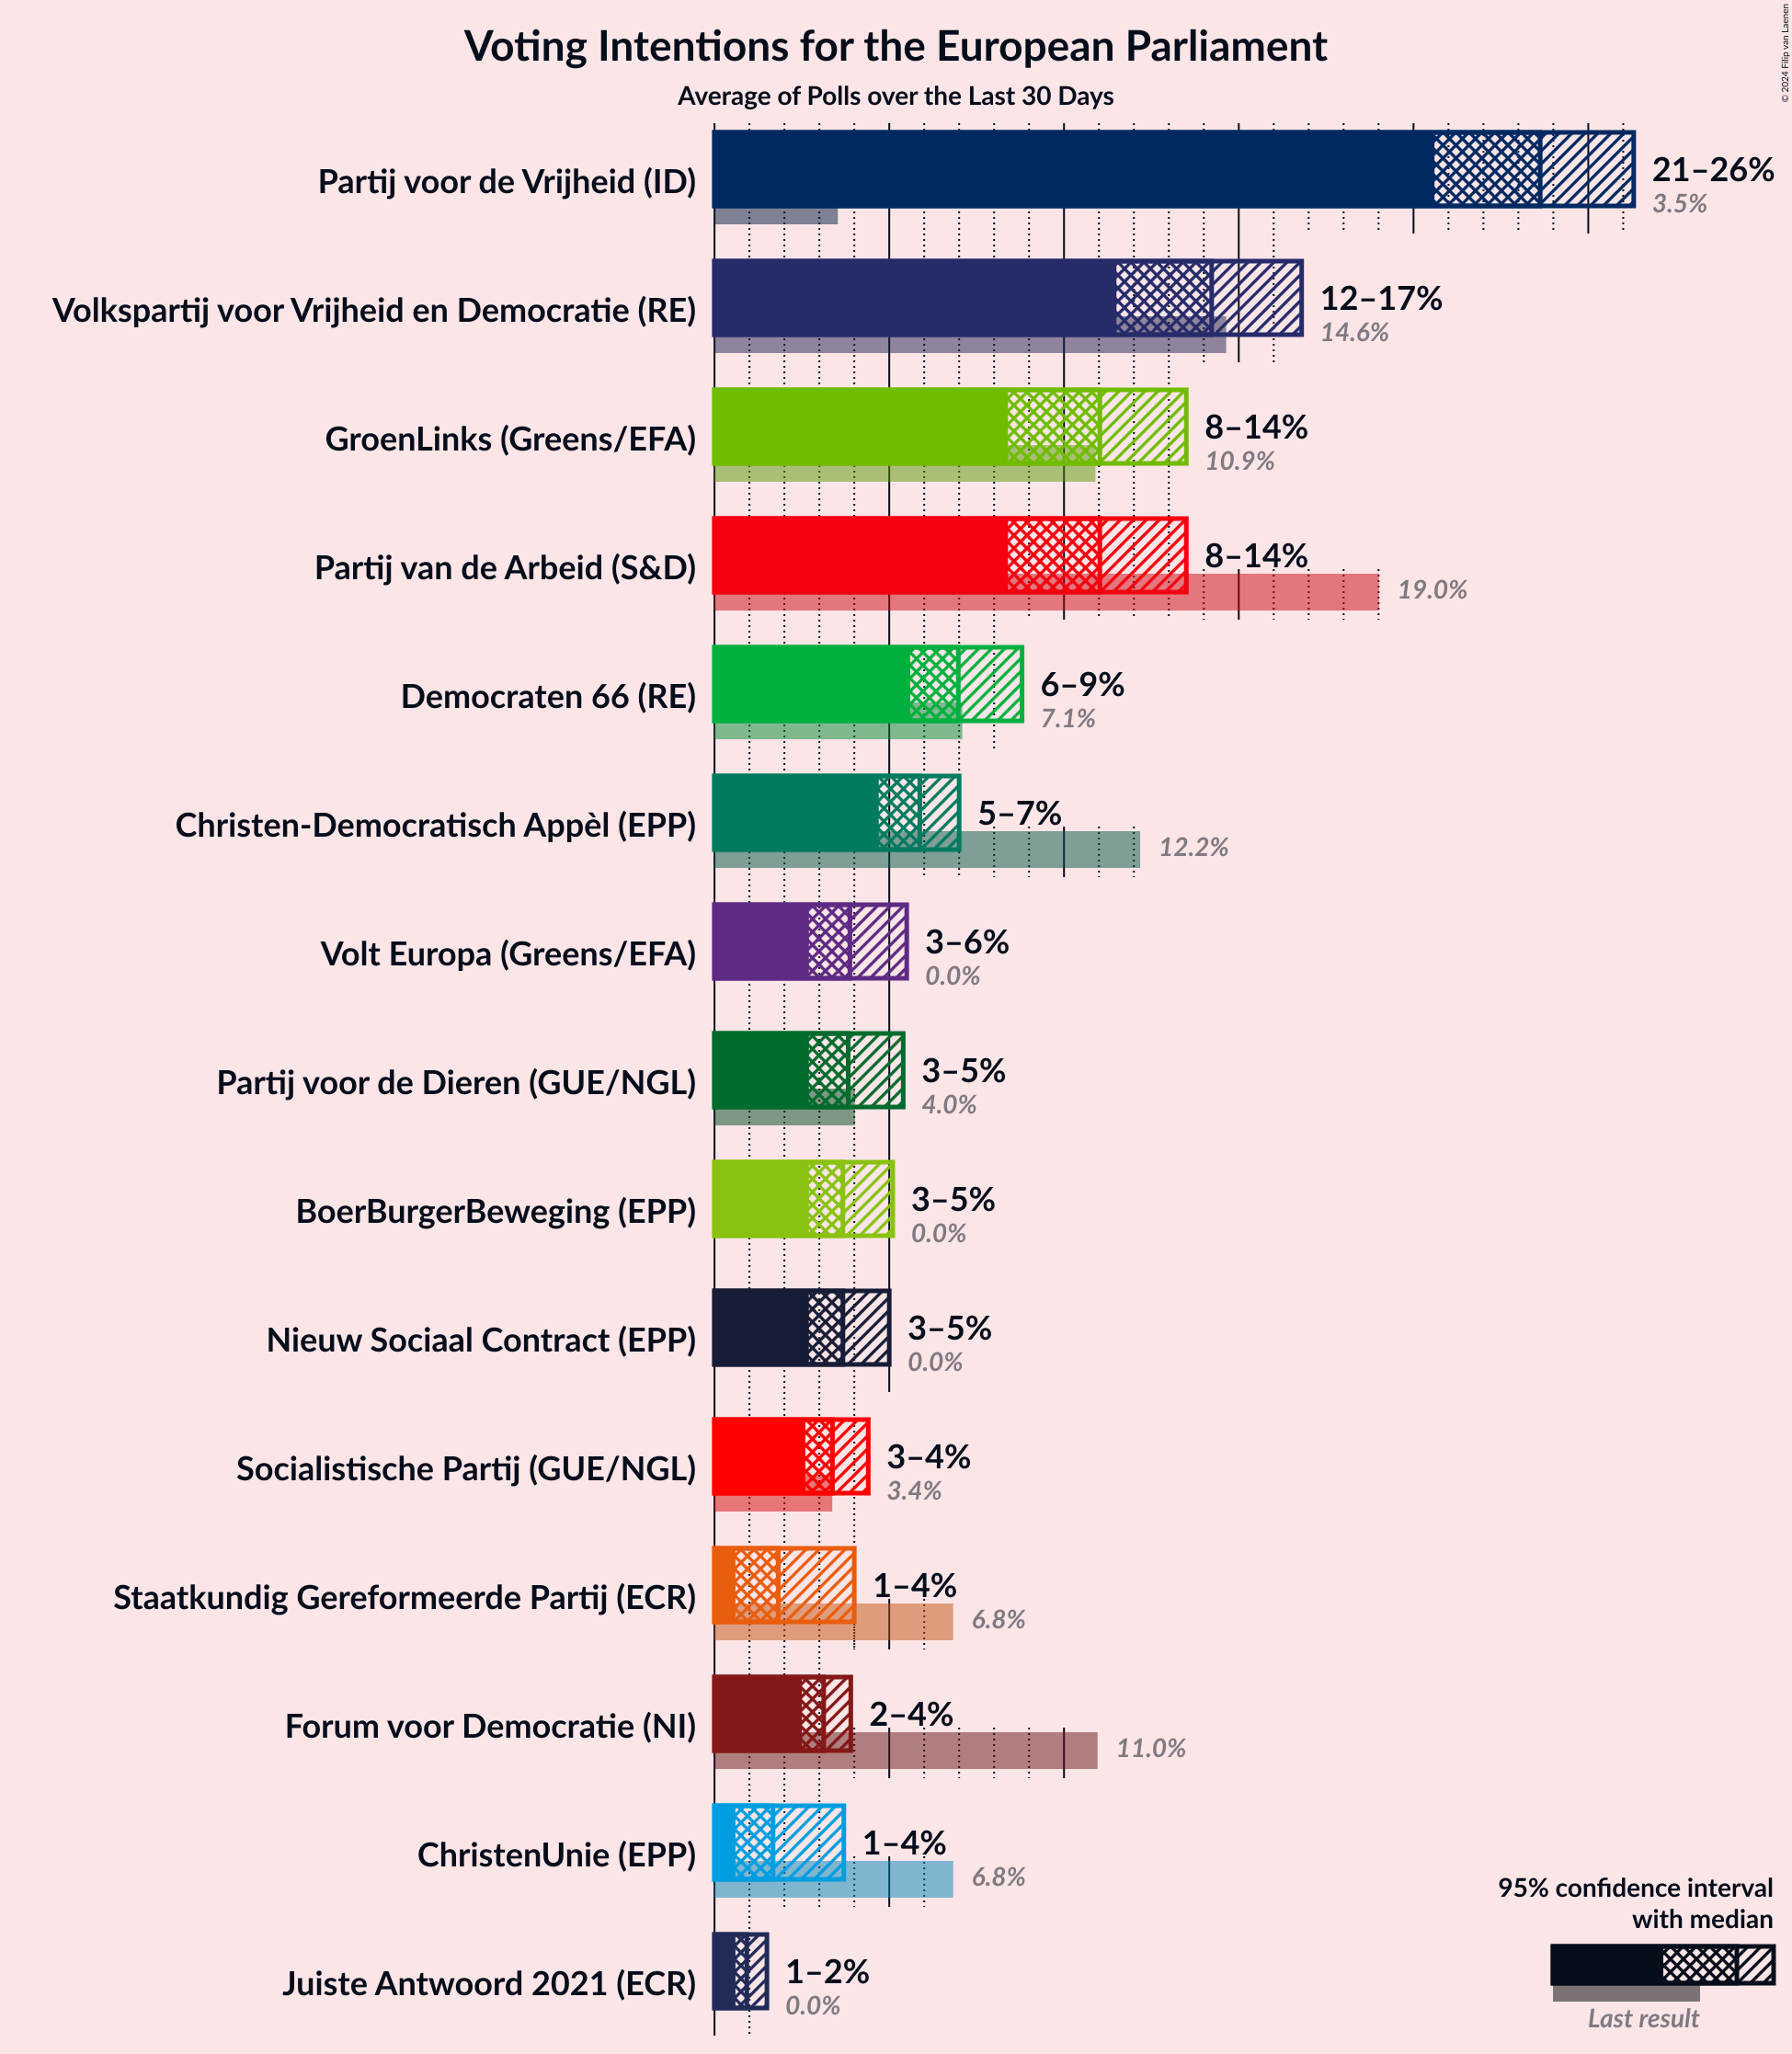 © 2024 Filip van Laenen
Voting Intentions for the European Parliament
Average of Polls over the Last 30 Days
Partij voor de Vrijheid (ID)
21–26%
3.5%
Volkspartij voor Vrijheid en Democratie (RE)
12–17%
14.6%
GroenLinks (Greens/EFA)
8–14%
10.9%
Partij van de Arbeid (S&D)
8–14%
19.0%
Democraten 66 (RE)
6–9%
7.1%
Christen-Democratisch Appèl (EPP)
5–7%
12.2%
Volt Europa (Greens/EFA)
3–6%
0.0%
Partij voor de Dieren (GUE/NGL)
3–5%
4.0%
BoerBurgerBeweging (EPP)
3–5%
0.0%
Nieuw Sociaal Contract (EPP)
3–5%
0.0%
Socialistische Partij (GUE/NGL)
3–4%
3.4%
Staatkundig Gereformeerde Partij (ECR)
1–4%
6.8%
Forum voor Democratie (NI)
2–4%
11.0%
ChristenUnie (EPP)
1–4%
6.8%
Juiste Antwoord 2021 (ECR)
1–2%
0.0%
95% confidence interval
with median
Last result